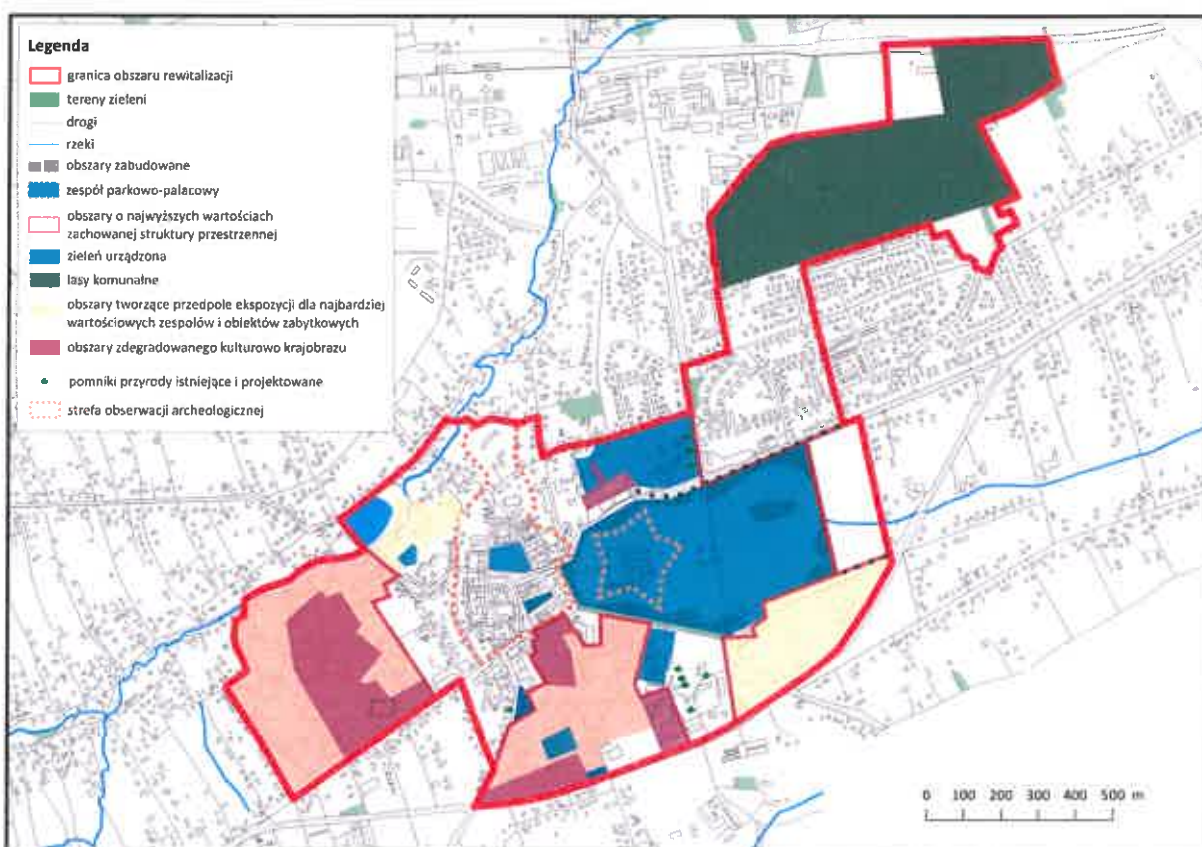 Legenda
granica obszaru rewitalizacji
tereny zieleni
drogi
rzeki
obszary zabudowane
zespół parkowo-pałacowy
obszary o najwyższych wartościach
zachowanej struktury przestrzennej
zieleń urządzona
lasy komunalne
obszary tworzące przedpole ekspozycji dla najbardziej
wartościowych zespołów i obiektów zabytkowych
obszary zdegradowanego kulturowo krajobrazu
pomniki przyrody istniejące i projektowane
strefa obserwacji archeologicznej
0 100 200 300 400 500 m